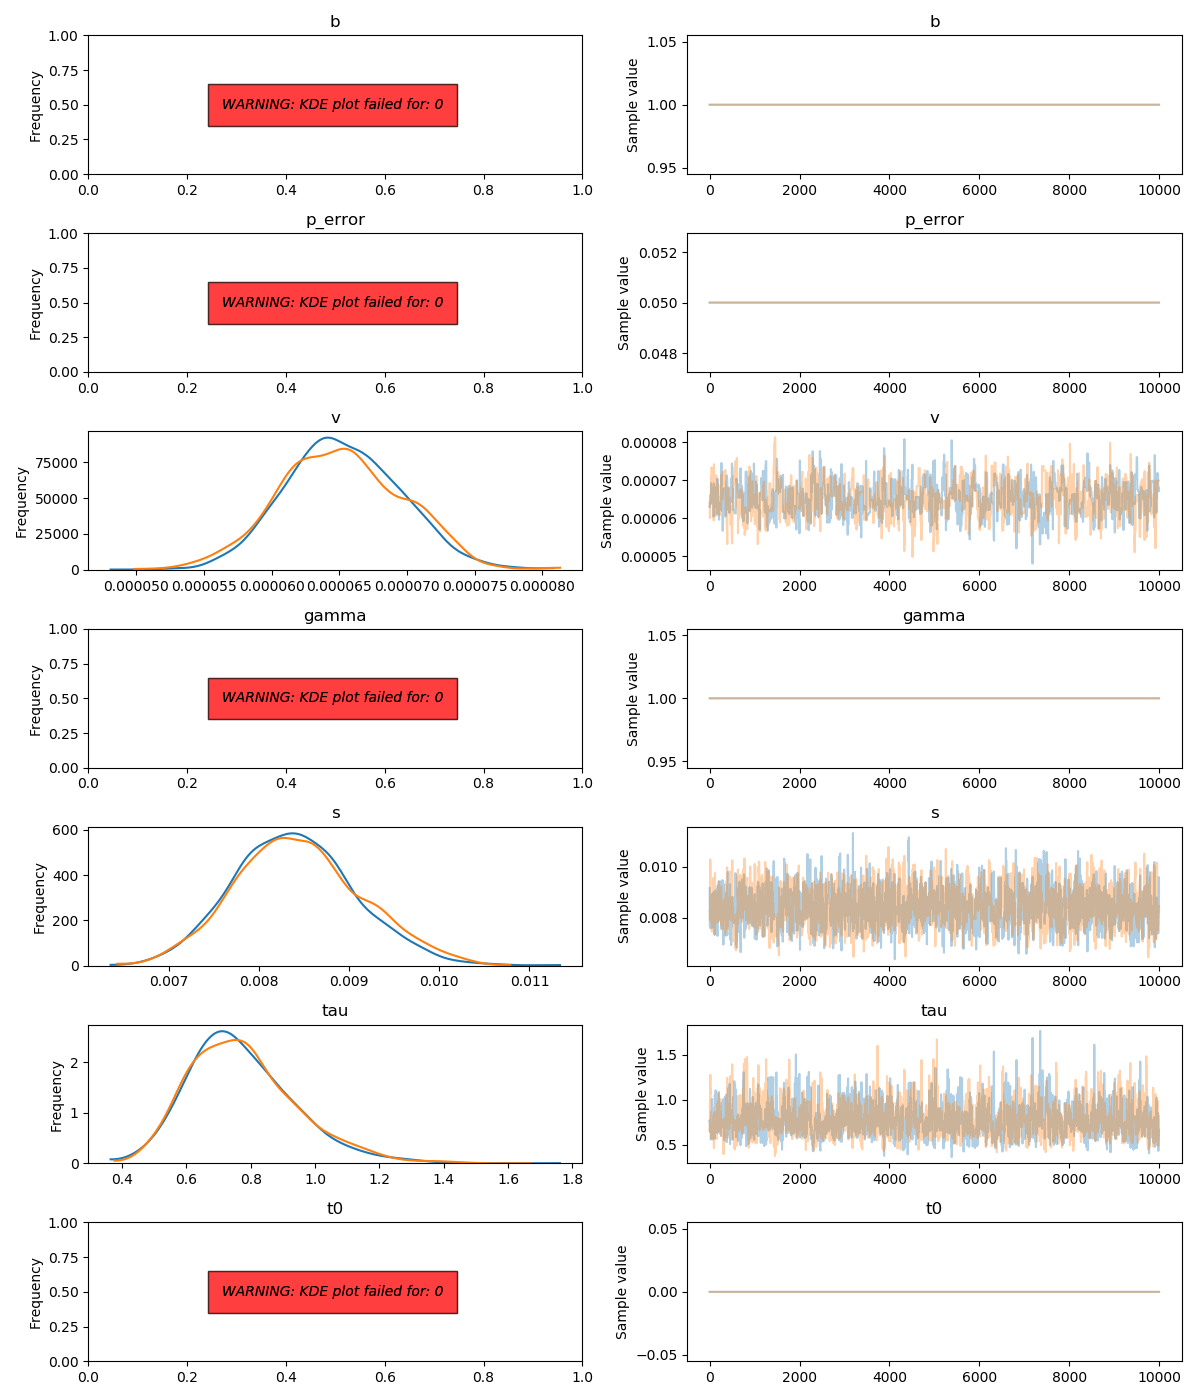 b
1.00
0.75
0.50
0.25
0.00
Frequency
WARNING: KDE plot failed for: 0
0.0 0.2 0.4 0.6 0.8 1.0
b
1.05
1.00
0.95
Sample value
0 2000 4000 6000 8000 10000
p_error
1.00
0.75
0.50
0.25
0.00
Frequency
WARNING: KDE plot failed for: 0
0.0 0.2 0.4 0.6 0.8 1.0
p_error
0.052
0.050
0.048
Sample value
0 2000 4000 6000 8000 10000
v
75000
50000
25000
0
Frequency
0.000050 0.000055 0.000060 0.000065 0.000070 0.000075 0.000080
v
0.00008
0.00007
0.00006
0.00005
Sample value
0 2000 4000 6000 8000 10000
gamma
1.00
0.75
0.50
0.25
0.00
Frequency
WARNING: KDE plot failed for: 0
0.0 0.2 0.4 0.6 0.8 1.0
gamma
1.05
1.00
0.95
Sample value
0 2000 4000 6000 8000 10000
s
600
400
200
0
Frequency
0.007 0.008 0.009 0.010 0.011
s
0.010
0.008
Sample value
0 2000 4000 6000 8000 10000
tau
2
1
0
Frequency
0.4 0.6 0.8 1.0 1.2 1.4 1.6 1.8
tau
1.5
1.0
0.5
Sample value
0 2000 4000 6000 8000 10000
t0
1.00
0.75
0.50
0.25
0.00
Frequency
WARNING: KDE plot failed for: 0
0.0 0.2 0.4 0.6 0.8 1.0
t0
0.05
0.00
−0.05
Sample value
0 2000 4000 6000 8000 10000